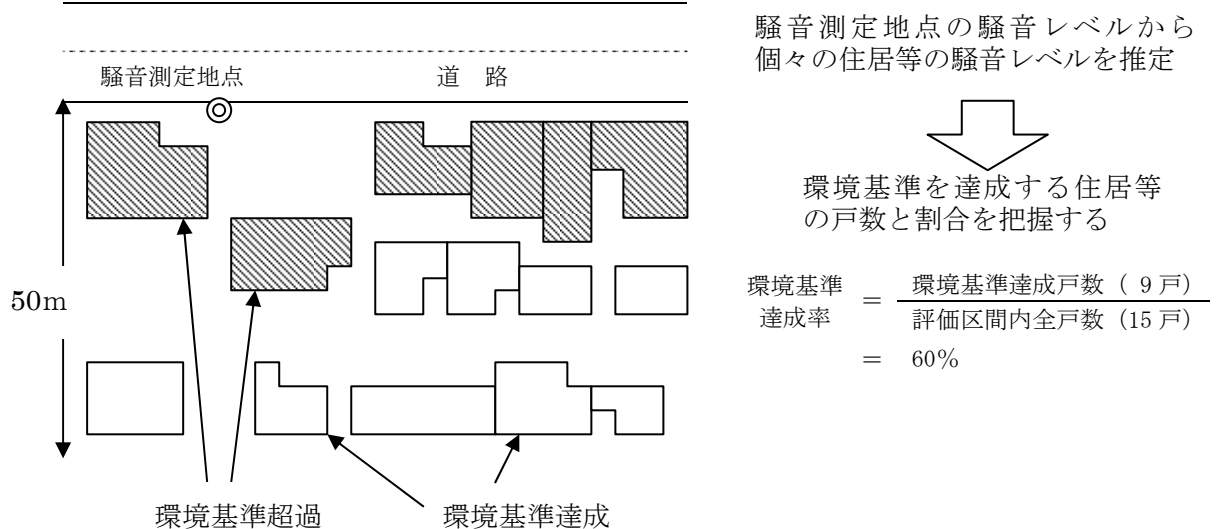 騒音測定地点
道 路
50m
環境基準超過
環境基準達成
騒音測定地点の騒音レベルから
個々の住居等の騒音レベルを推定
環境基準を達成する住居等
の戸数と割合を把握する
環境基準
達成率
=
環境基準達成戸数 ( 9 戸)
評価区間内全戸数 (15 戸)
= 60%